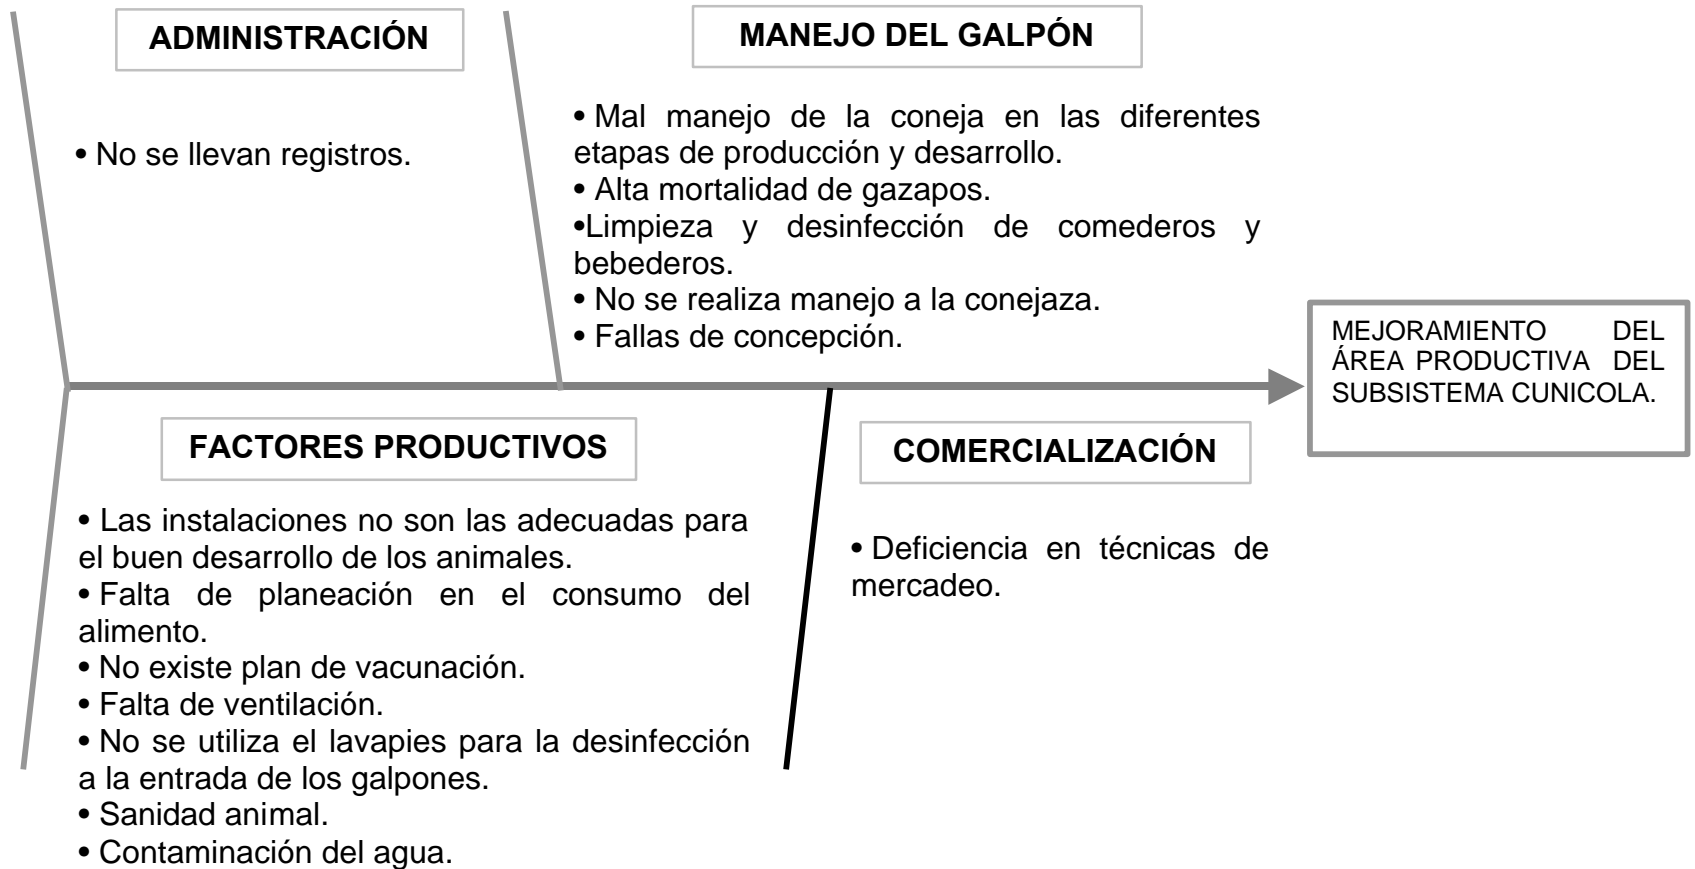 ADMINISTRACIÓN
• No se llevan registros.
MANEJO DEL GALPÓN
• Mal manejo de la coneja en las diferentes
etapas de producción y desarrollo.
• Alta mortalidad de gazapos.
•Limpieza y desinfección de comederos y
bebederos.
• No se realiza manejo a la conejaza.
• Fallas de concepción.
MEJORAMIENTO DEL
ÁREA PRODUCTIVA DEL
SUBSISTEMA CUNICOLA.
FACTORES PRODUCTIVOS
• Las instalaciones no son las adecuadas para
el buen desarrollo de los animales.
• Falta de planeación en el consumo del
alimento.
• No existe plan de vacunación.
• Falta de ventilación.
• No se utiliza el lavapies para la desinfección
a la entrada de los galpones.
• Sanidad animal.
• Contaminación del agua.
COMERCIALIZACIÓN
• Deficiencia en técnicas de
mercadeo.